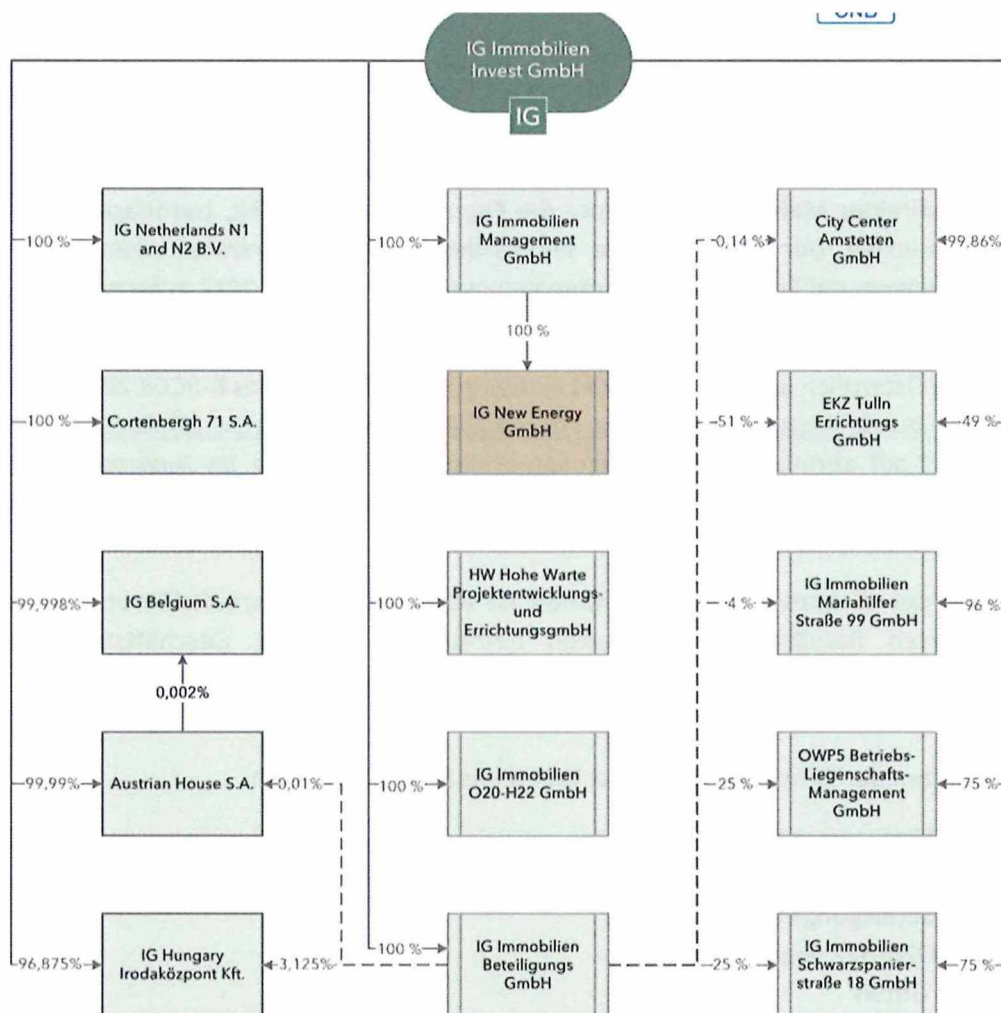 IG Immobilien
Invest GmbH
IG
100 %
IG Netherlands N1
and N2 B.V.
100 %
IG Immobilien
Management
GmbH
0,14 %
City Center
Amstetten
GmbH
99,86%
100 %
100 %
Cortenbergh 71 S.A.
IG New Energy
GmbH
51 %
EKZ Tulln
Errichtungs
GmbH
49 %
99,998%
IG Belgium S.A.
100 %
HW Hohe Warte
Projektentwicklungs-
und
ErrichtungsgmbH
4 %
IG Immobilien
Mariahilfer
Straße 99 GmbH
96 %
0,002%
99,99%
Austrian House S.A.
0,01%
100 %
IG Immobilien
O20-H22 GmbH
25 %
OWP5 Betriebs-
Liegenschafts-
Management
GmbH
75 %
96,875%
IG Hungary
Irodaközpont Kft.
3,125%
100 %
IG Immobilien
Beteiligungs
GmbH
25 %
IG Immobilien
Schwarzspanier-
straße 18 GmbH
75 %